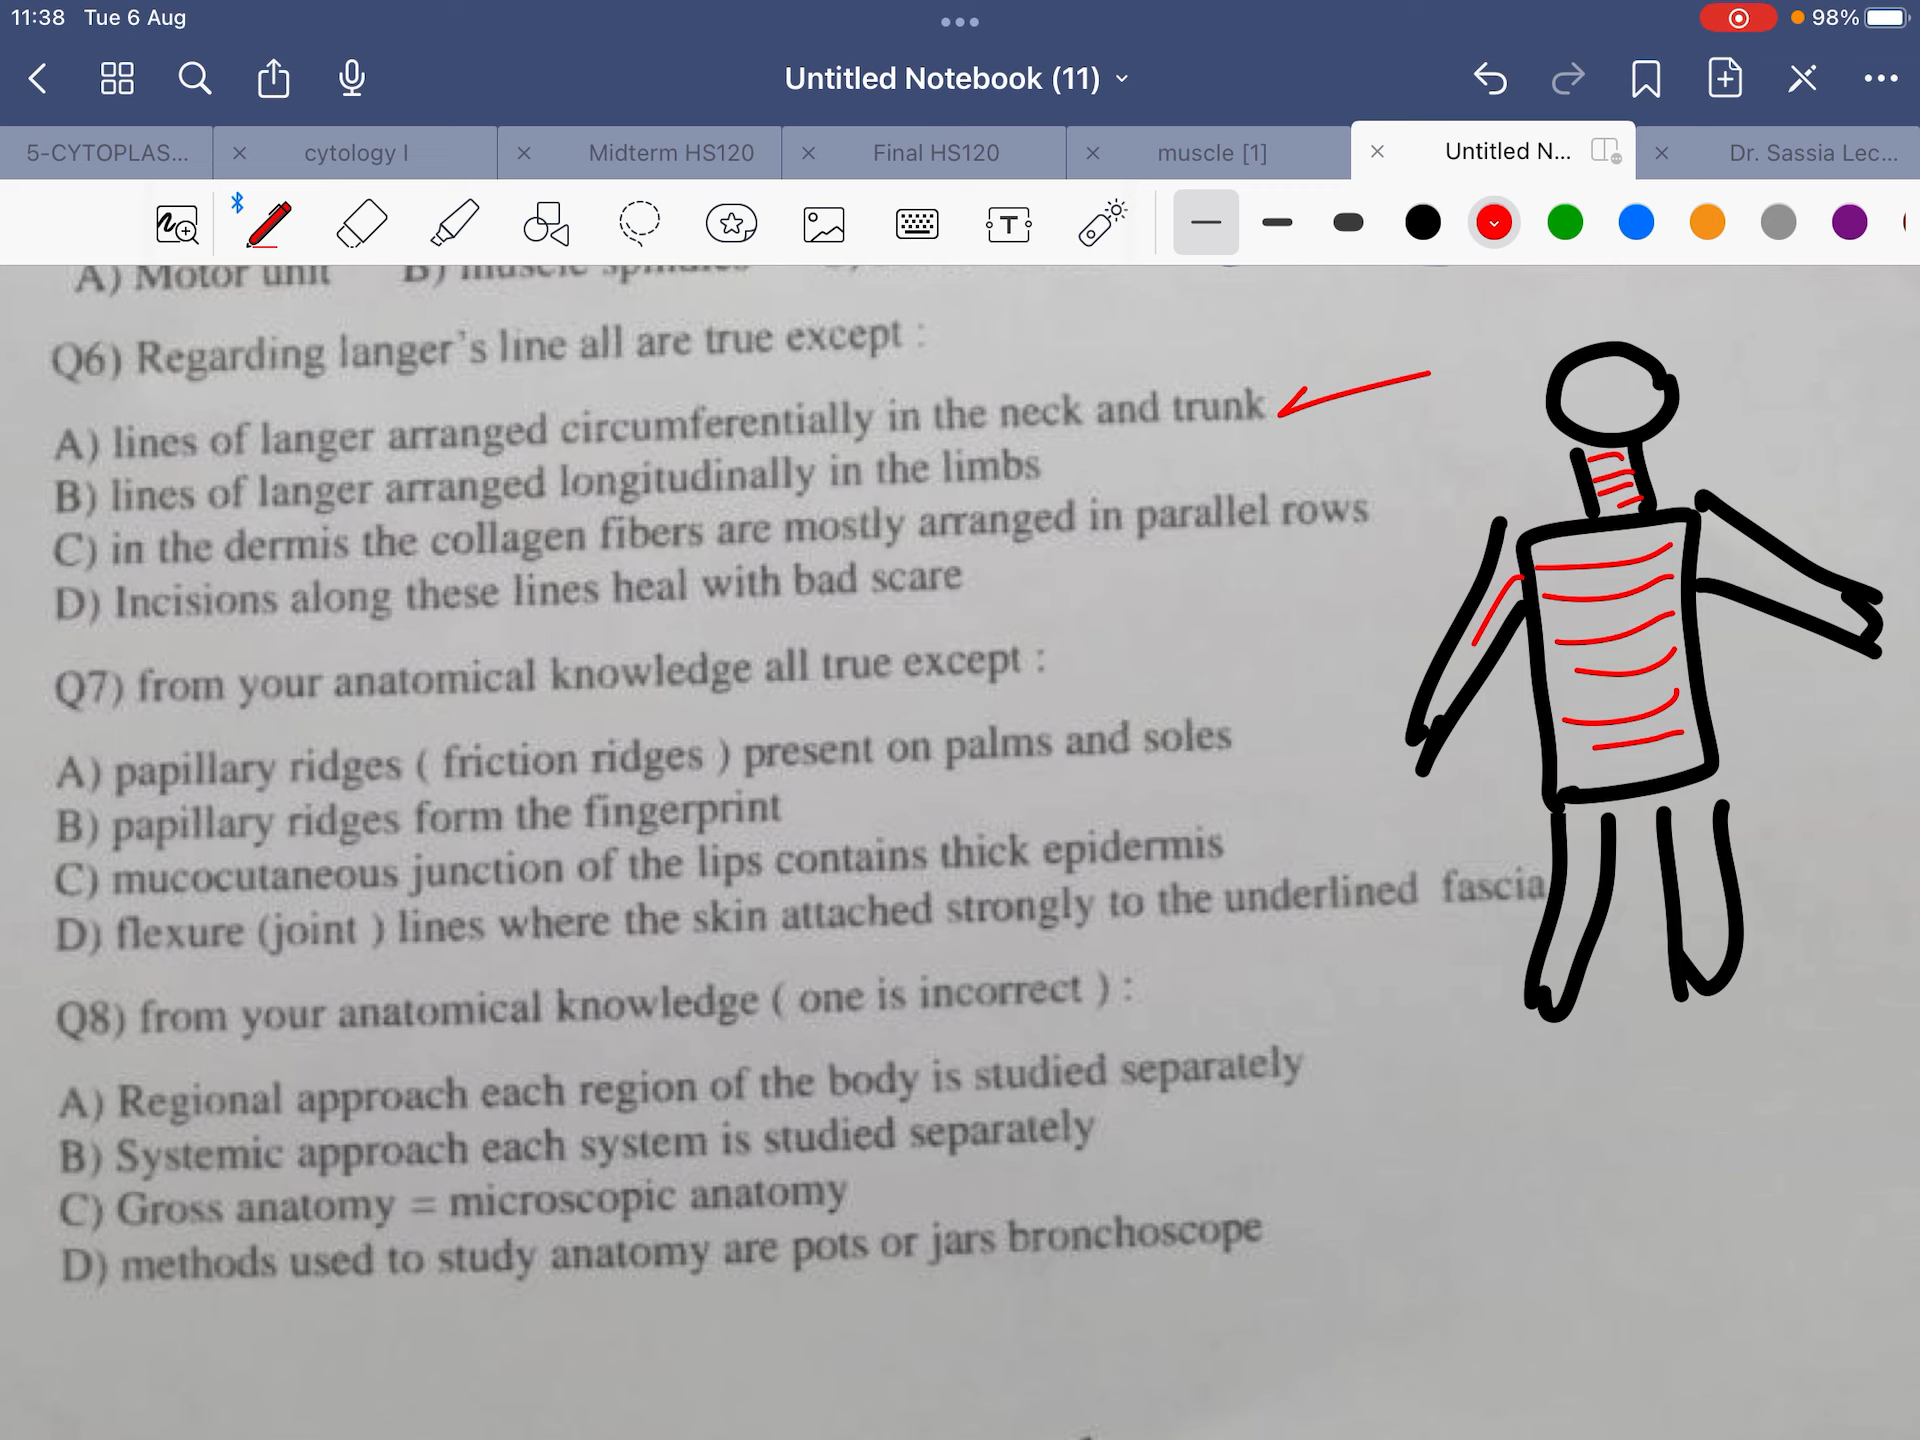 11:38 Tue 6 Aug 98%
Untitled Notebook (11)
5-CYTOPLAS... cytology I Midterm HS120 Final HS120 muscle [1] Untitled N... Dr. Sassia Lec...
A) Motor unit B) muscle spindles
Q6) Regarding langer's line all are true except :
A) lines of langer arranged circumferentially in the neck and trunk
B) lines of langer arranged longitudinally in the limbs
C) in the dermis the collagen fibers are mostly arranged in parallel rows
D) Incisions along these lines heal with bad scare
Q7) from your anatomical knowledge all true except :
A) papillary ridges ( friction ridges ) present on palms and soles
B) papillary ridges form the fingerprint
C) mucocutaneous junction of the lips contains thick epidermis
D) flexure (joint ) lines where the skin attached strongly to the underlined fascia
Q8) from your anatomical knowledge ( one is incorrect ) :
A) Regional approach each region of the body is studied separately
B) Systemic approach each system is studied separately
C) Gross anatomy = microscopic anatomy
D) methods used to study anatomy are pots or jars bronchoscope